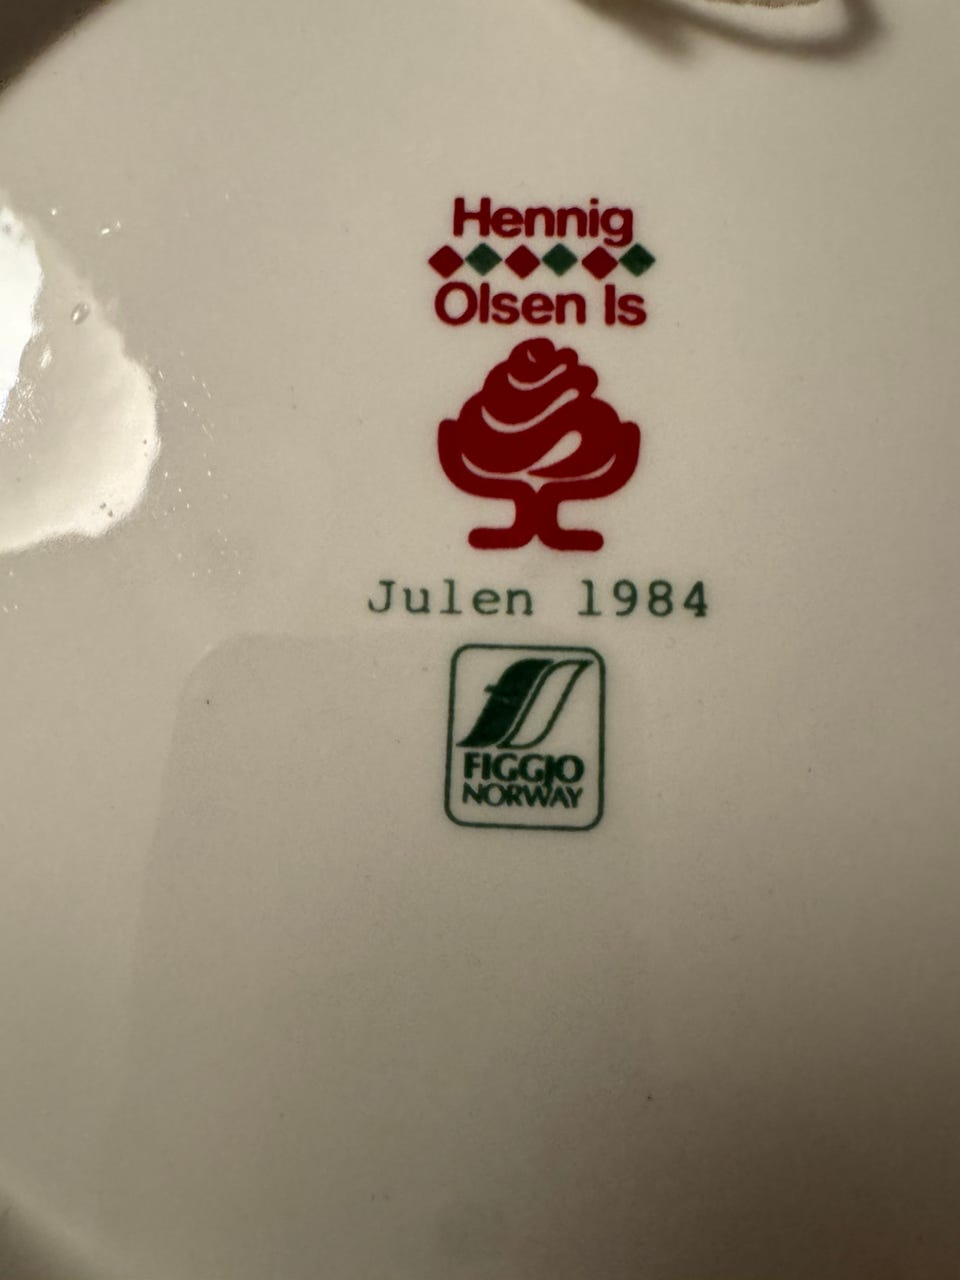 Hennig
Olsen Is
Julen 1984
FIGGJO
NORWAY